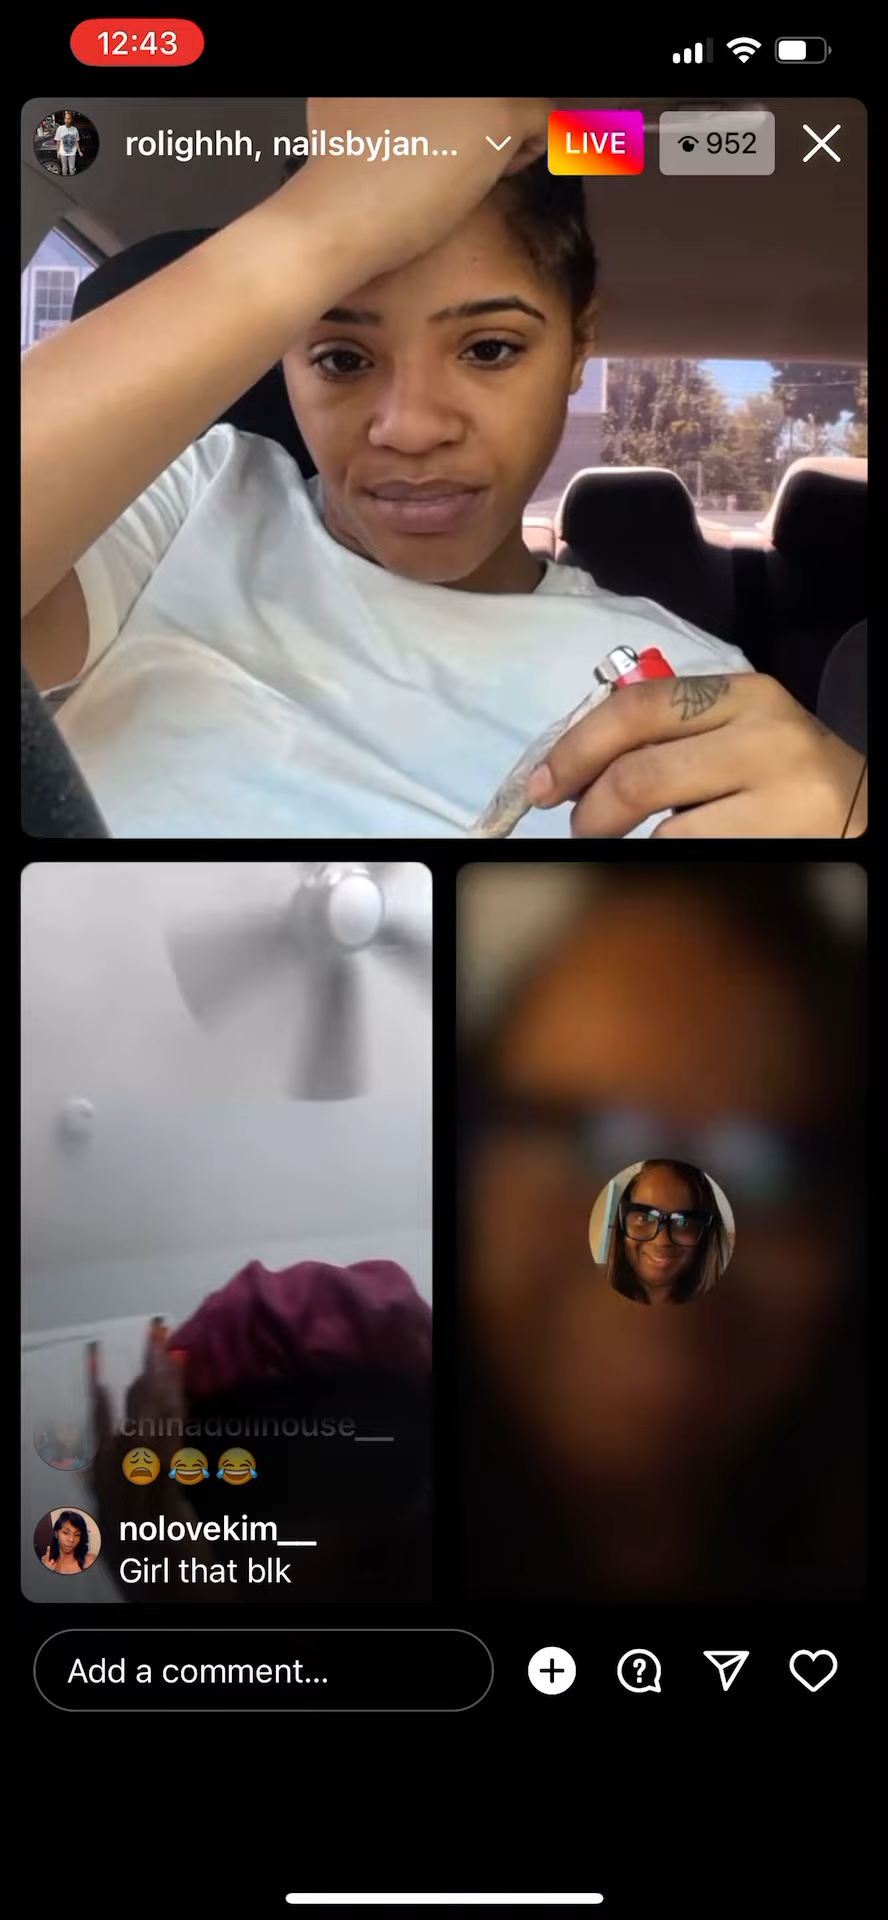 12:43
rolighhh, nailsbyjan...
LIVE
952
chinadollhouse__
😩😂😂
nolovekim__
Girl that blk
Add a comment...